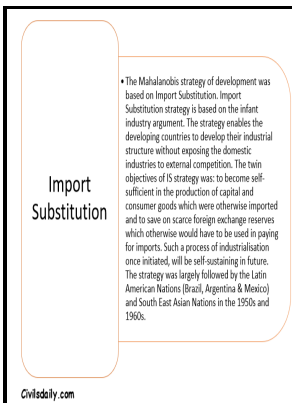 Import
Substitution
• The Mahalanobis strategy of development was
based on Import Substitution. Import
Substitution strategy is based on the infant
industry argument. The strategy enables the
developing countries to develop their industrial
structure without exposing the domestic
industries to external competition. The twin
objectives of IS strategy was: to become self-
sufficient in the production of capital and
consumer goods which were otherwise imported
and to save on scarce foreign exchange reserves
which otherwise would have to be used in paying
for imports. Such a process of industrialisation
once initiated, will be self-sustaining in future.
The strategy was largely followed by the Latin
American Nations (Brazil, Argentina & Mexico)
and South East Asian Nations in the 1950s and
1960s.
Civilsdaily.com